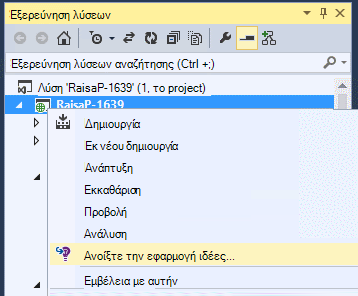 Εξερεύνηση λύσεων
Εξερεύνηση λύσεων αναζήτησης (Ctrl +;)
Λύση 'RaisaP-1639' (1, το project)
RaisaP-1639
Δημιουργία
Εκ νέου δημιουργία
Ανάπτυξη
Εκκαθάριση
Προβολή
Ανάλυση
Ανοίξτε την εφαρμογή ιδέες...
Εμβέλεια με αυτήν